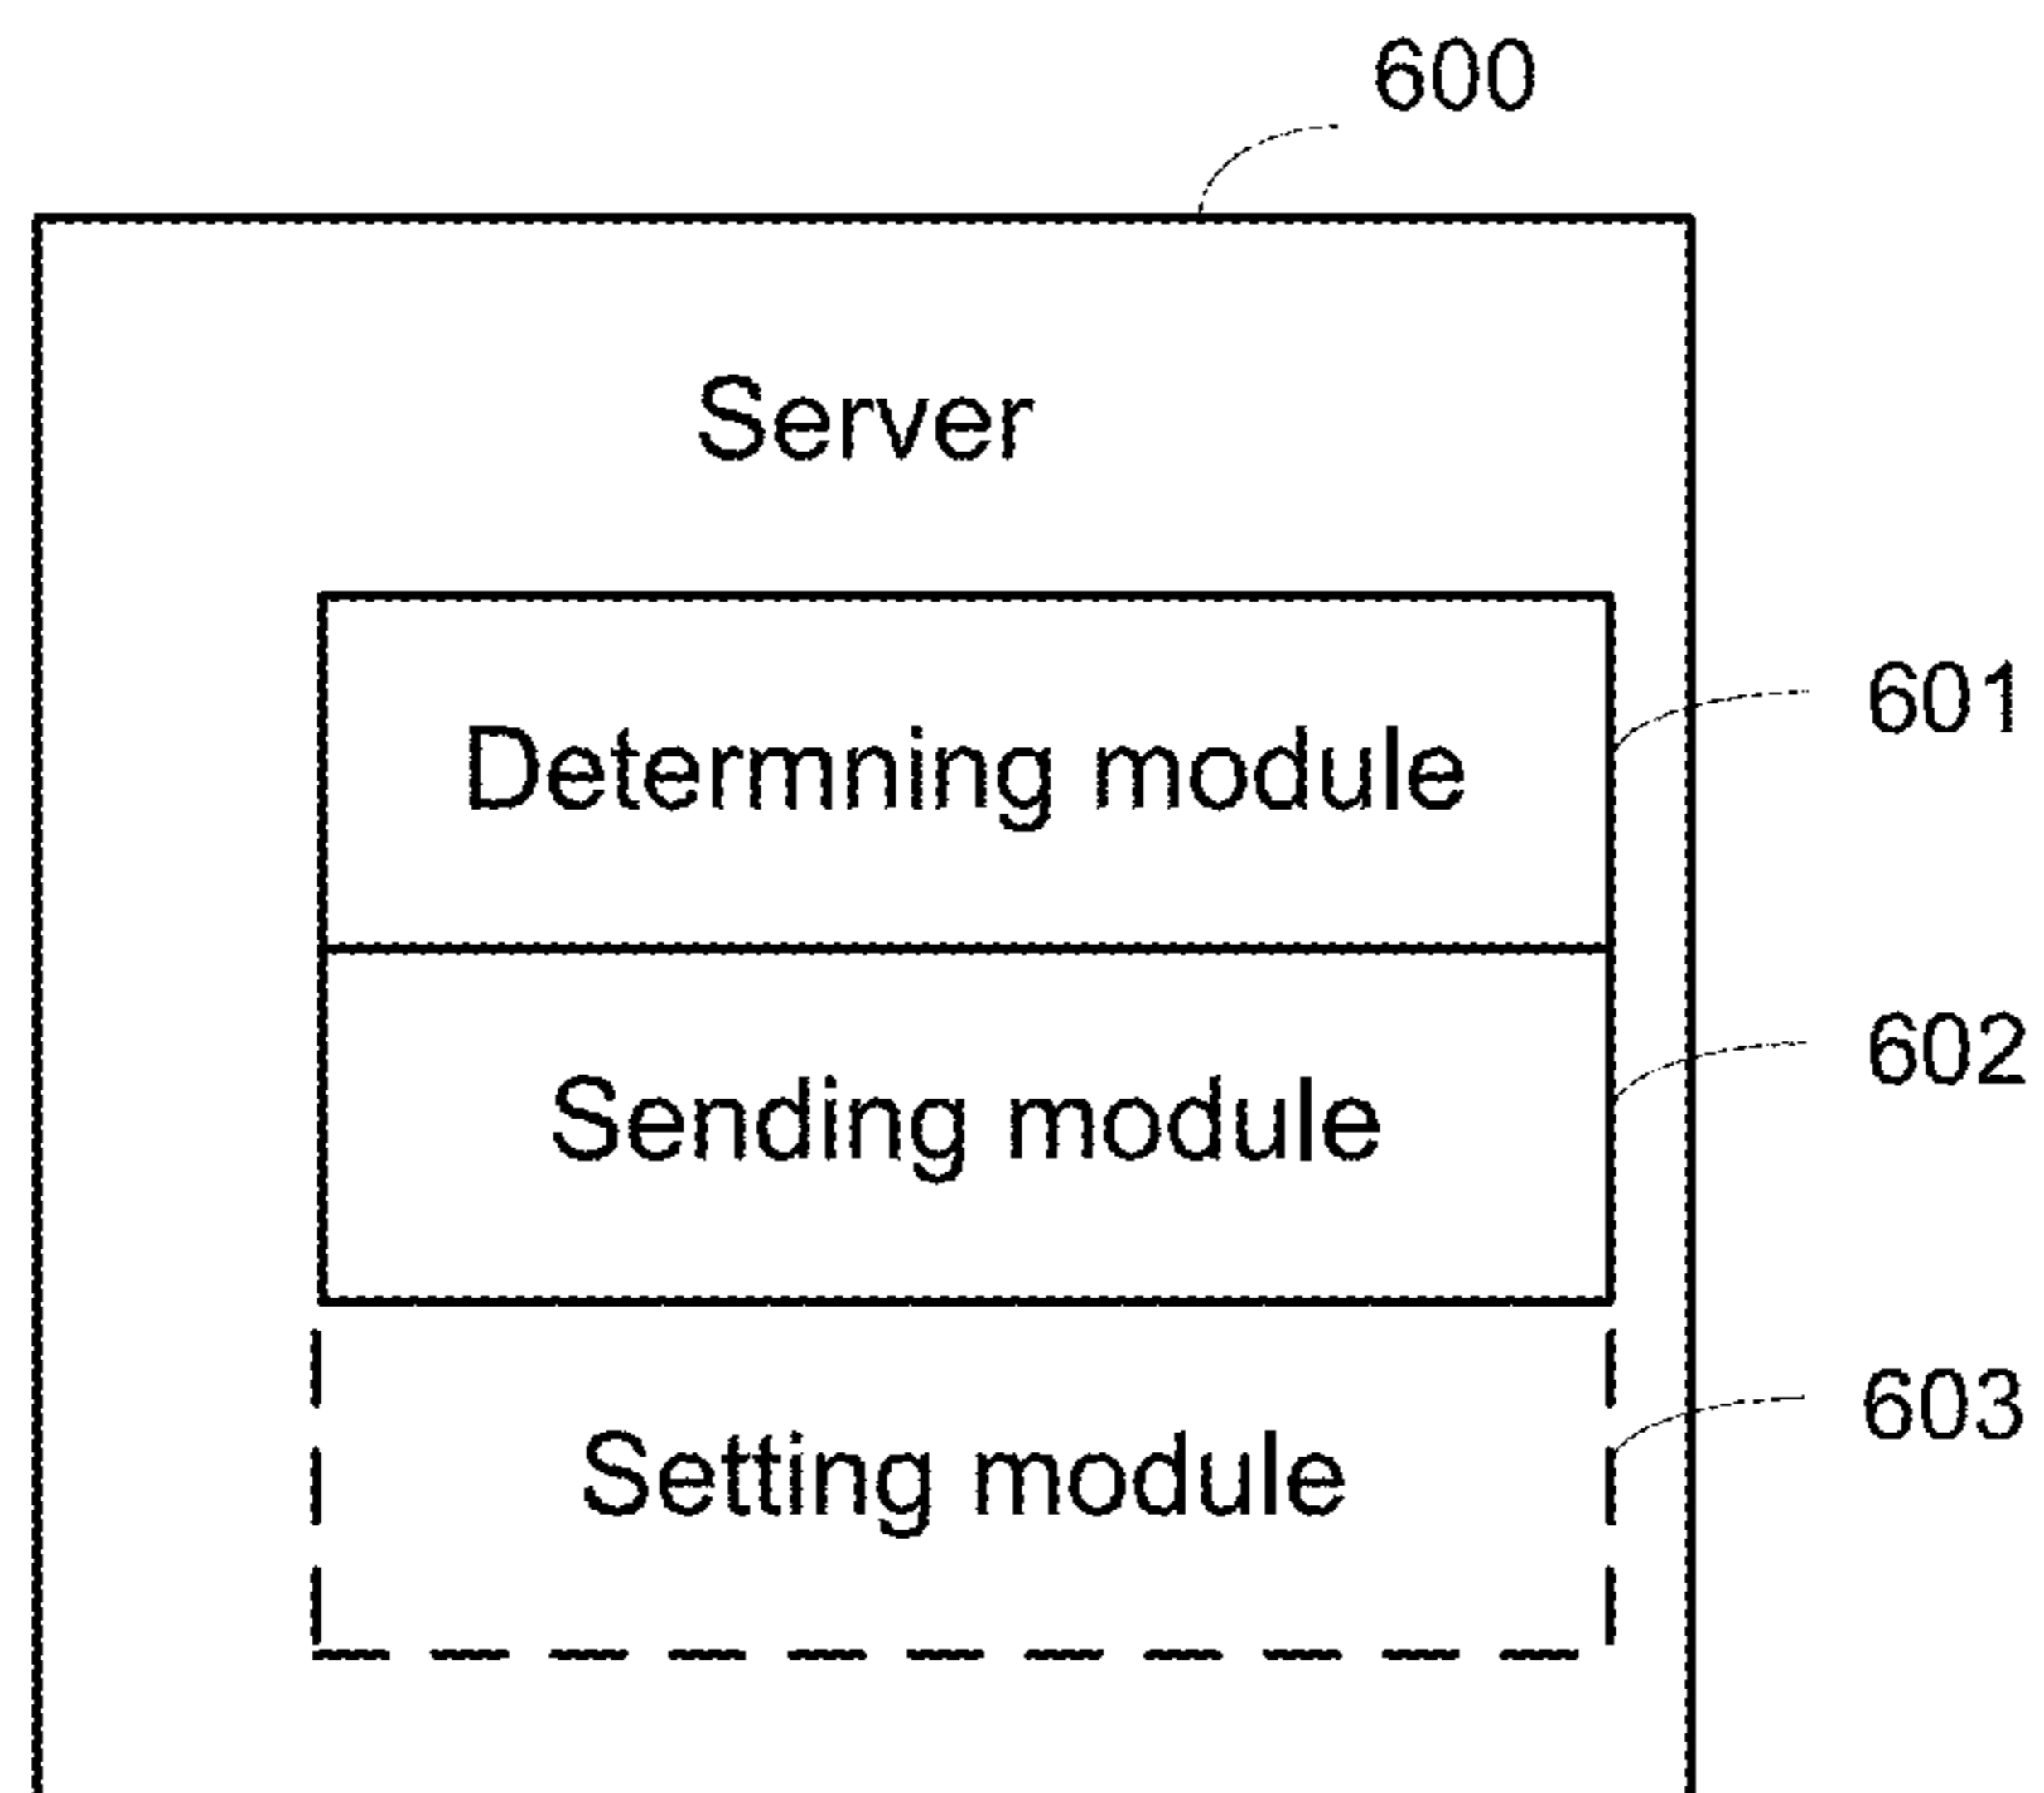 600
Server
Determning module
601
Sending module
602
Setting module
603